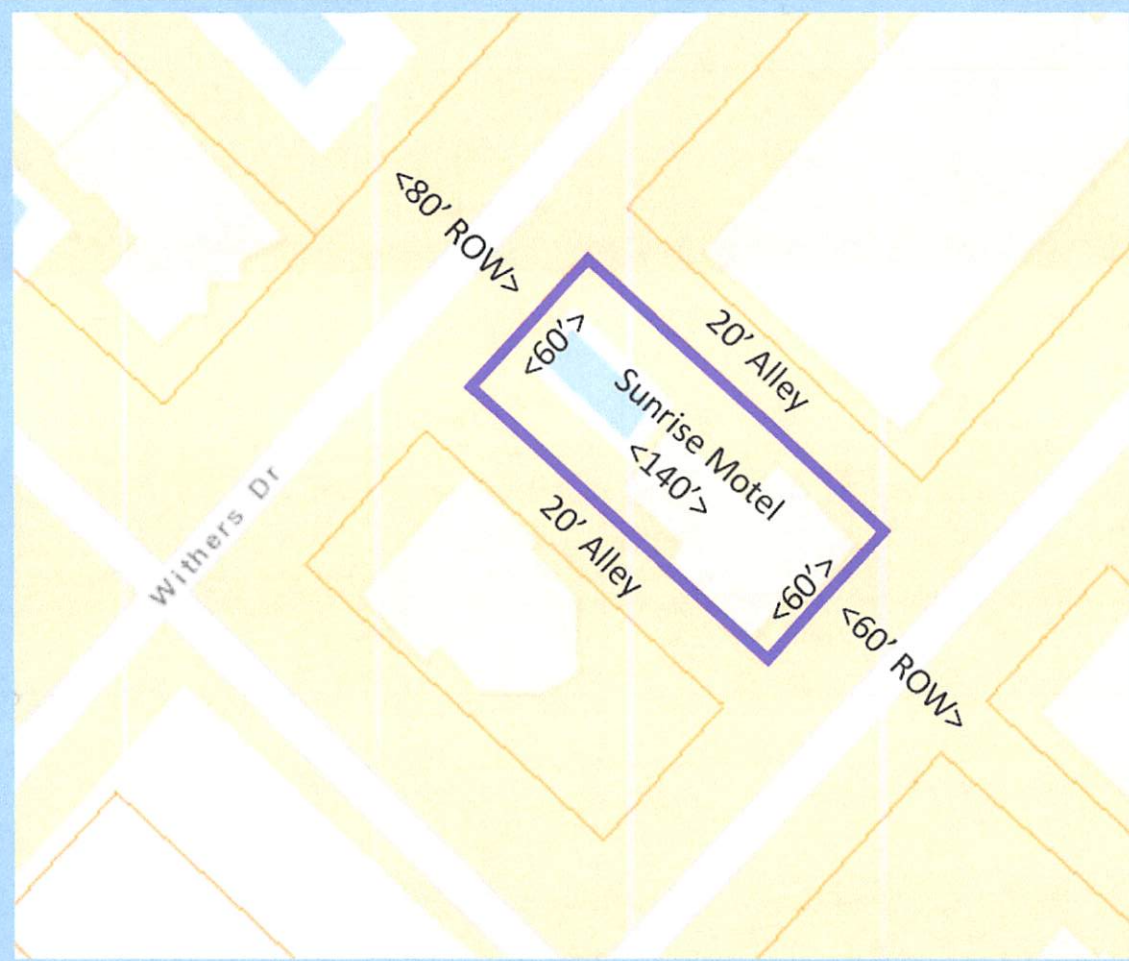 <80’ ROW>
<60’>
20’ Alley
Sunrise Motel
<140’>
20’ Alley
Withers Dr
<60’>
<60’ ROW>